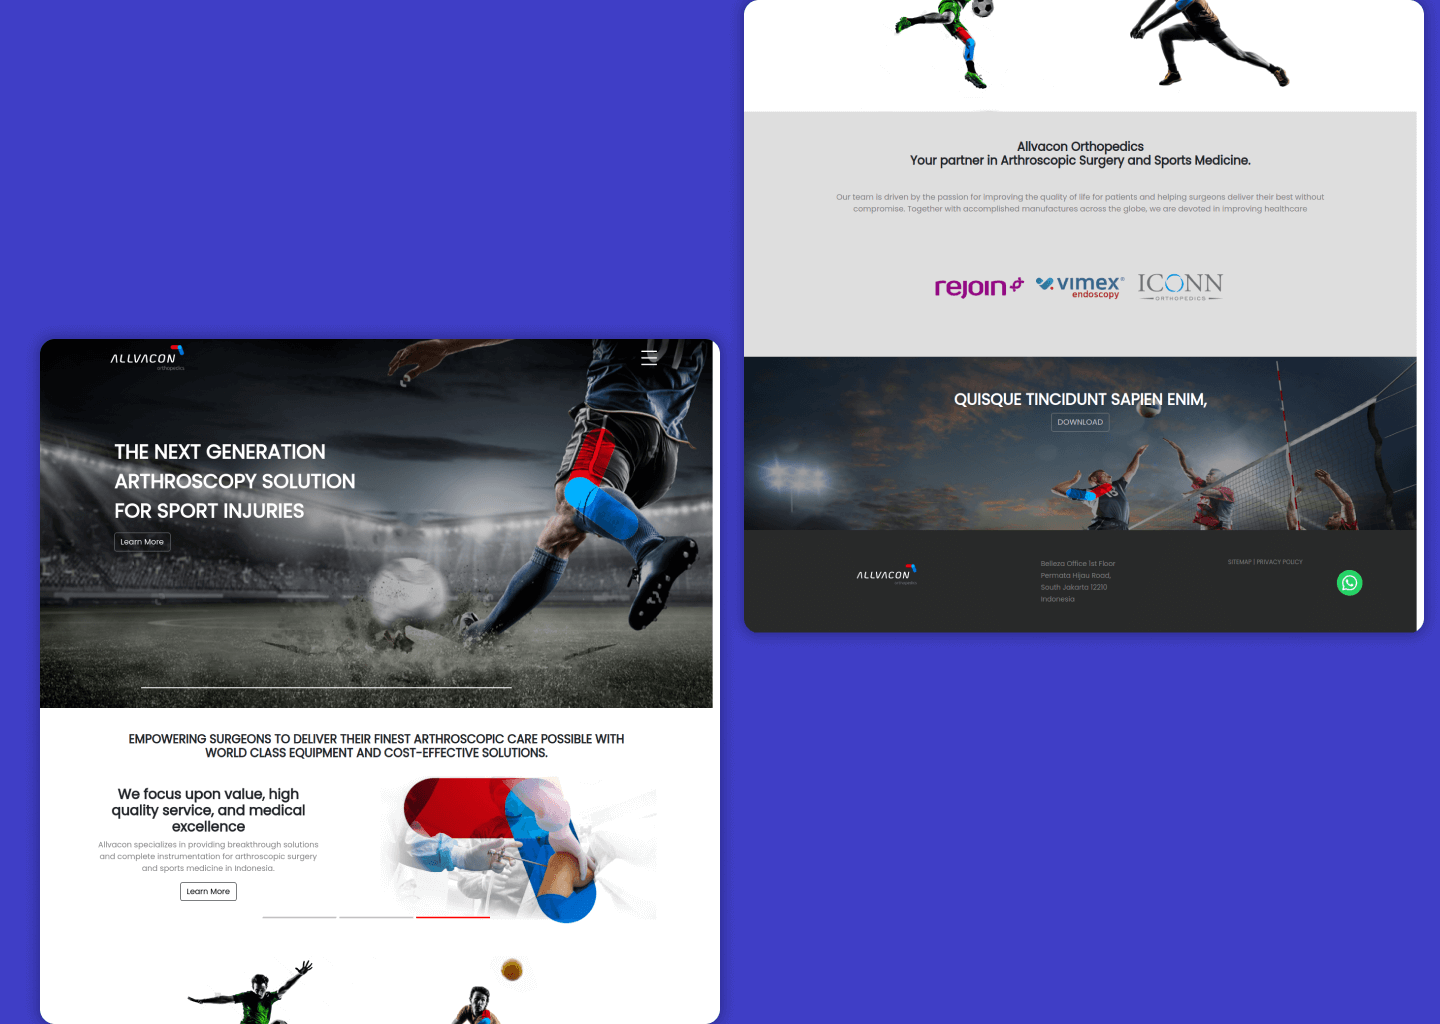 ALLVACON
orthopedics
THE NEXT GENERATION
ARTHROSCOPY SOLUTION
FOR SPORT INJURIES
Learn More
EMPOWERING SURGEONS TO DELIVER THEIR FINEST ARTHROSCOPIC CARE POSSIBLE WITH
WORLD CLASS EQUIPMENT AND COST-EFFECTIVE SOLUTIONS.
We focus upon value, high
quality service, and medical
excellence
Allvacon specializes in providing breakthrough solutions
and complete instrumentation for arthroscopic surgery
and sports medicine in Indonesia.
Learn More
Allvacon Orthopedics
Your partner in Arthroscopic Surgery and Sports Medicine.
Our team is driven by the passion for improving the quality of life for patients and helping surgeons deliver their best without
compromise. Together with accomplished manufactures across the globe, we are devoted in improving healthcare
rejoin
vimex®
endoscopy
ICONN
ORTHOPEDICS
QUISQUE TINCIDUNT SAPIEN ENIM,
DOWNLOAD
15
ALLVACON
orthopedics
Belleza Office 1st Floor
Permata Hijau Road,
South Jakarta 12210
Indonesia
SITEMAP | PRIVACY POLICY